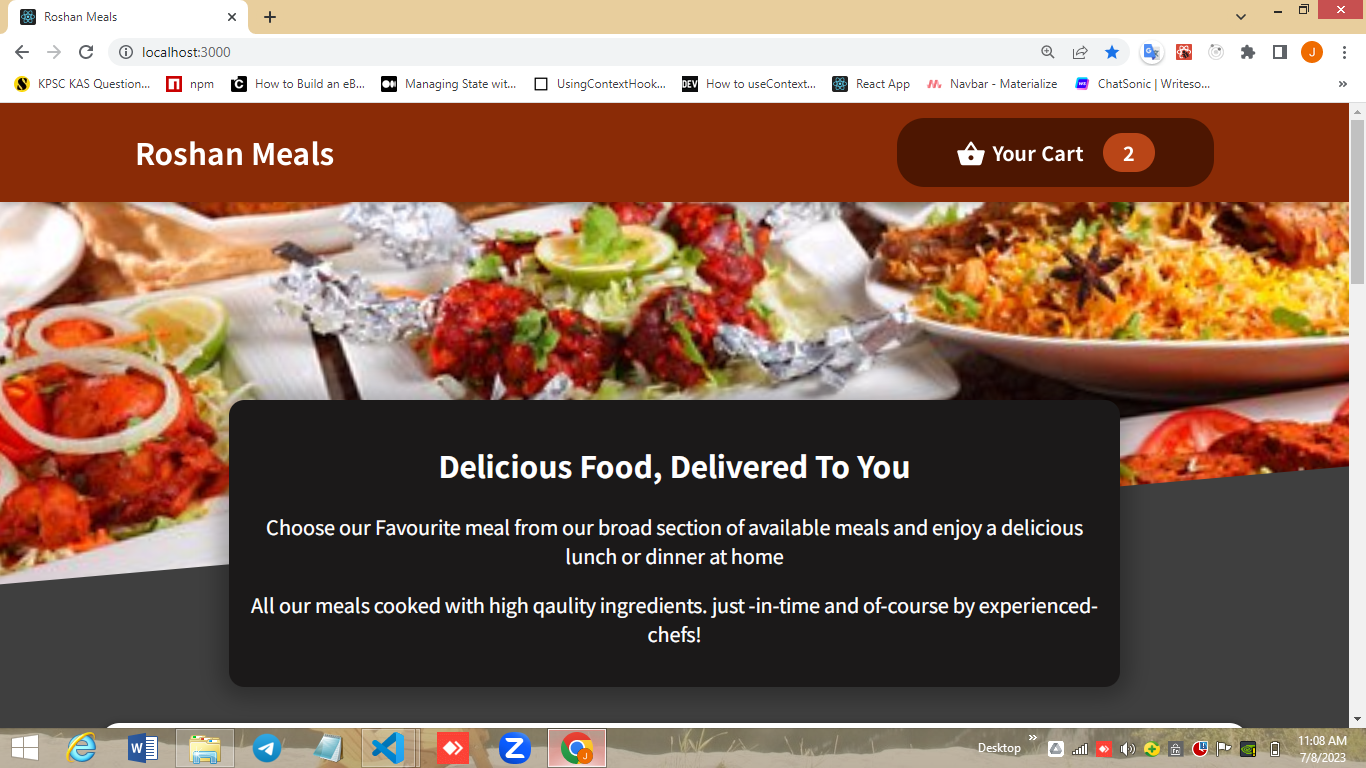 Roshan Meals
localhost:3000
KPSC KAS Question...
npm
How to Build an eB...
Managing State wit...
UsingContextHook...
DEV
How to useContext...
React App
Navbar - Materialize
ChatSonic | Writeso...
»
Roshan Meals
Your Cart
2
Delicious Food, Delivered To You
Choose our Favourite meal from our broad section of available meals and enjoy a delicious
lunch or dinner at home
All our meals cooked with high qaulity ingredients. just -in-time and of-course by experienced-
chefs!
Desktop
»
11:08 AM
7/8/2023